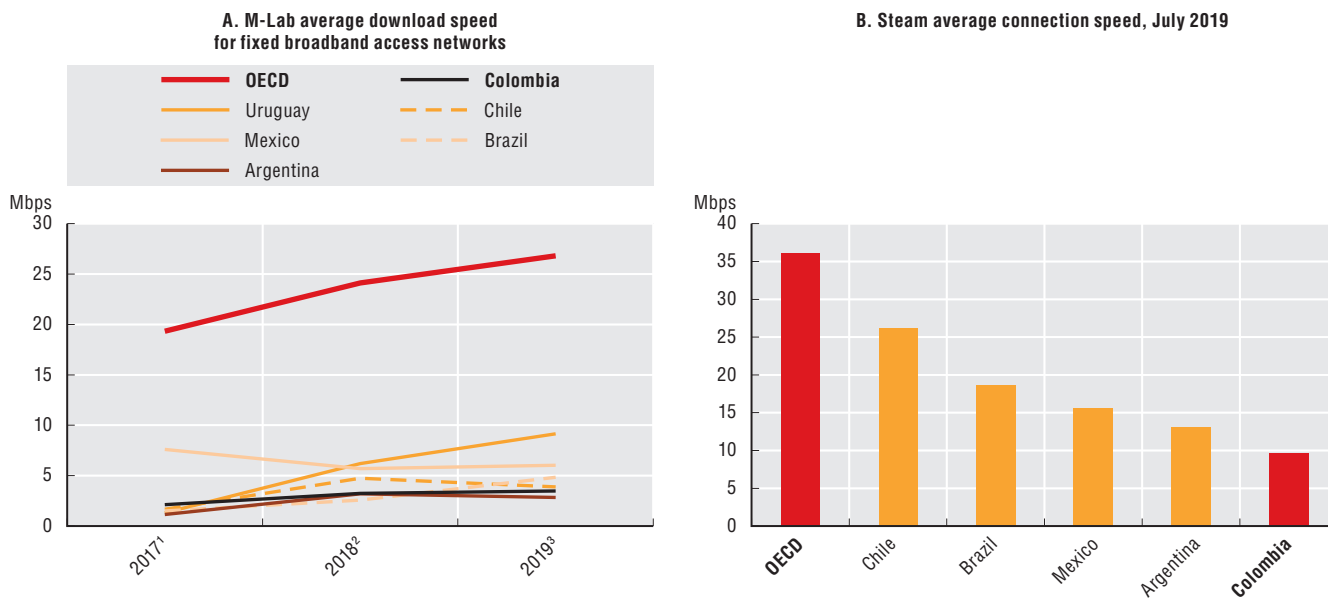 A. M-Lab average download speed
for fixed broadband access networks
OECD
Colombia
Uruguay
Chile
Mexico
Brazil
Argentina
Mbps
30
25
20
15
10
5
0
2017¹
2018²
2019³
B. Steam average connection speed, July 2019
Mbps
40
35
30
25
20
15
10
5
0
OECD
Chile
Brazil
Mexico
Argentina
Colombia